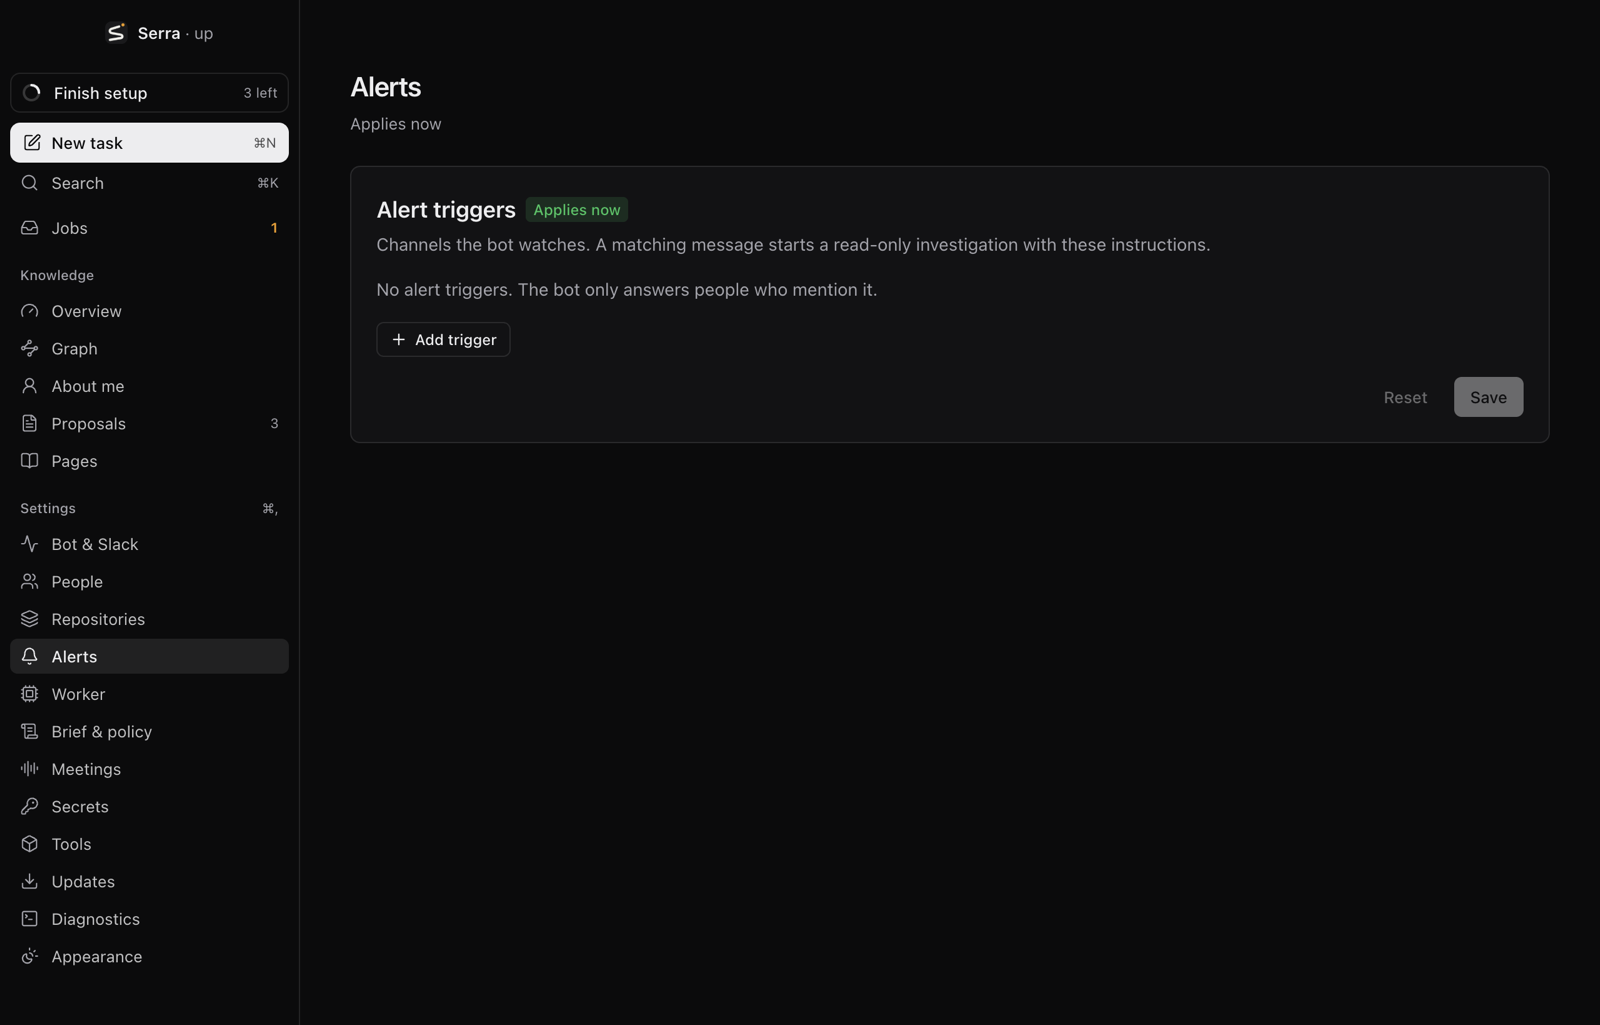 Serra · up
Finish setup 3 left
New task ⌘N
Search ⌘K
Jobs 1
Knowledge
Overview
Graph
About me
Proposals 3
Pages
Settings ⌘,
Bot & Slack
People
Repositories
Alerts
Worker
Brief & policy
Meetings
Secrets
Tools
Updates
Diagnostics
Appearance
Alerts
Applies now
Alert triggers Applies now
Channels the bot watches. A matching message starts a read-only investigation with these instructions.
No alert triggers. The bot only answers people who mention it.
+ Add trigger
Reset Save